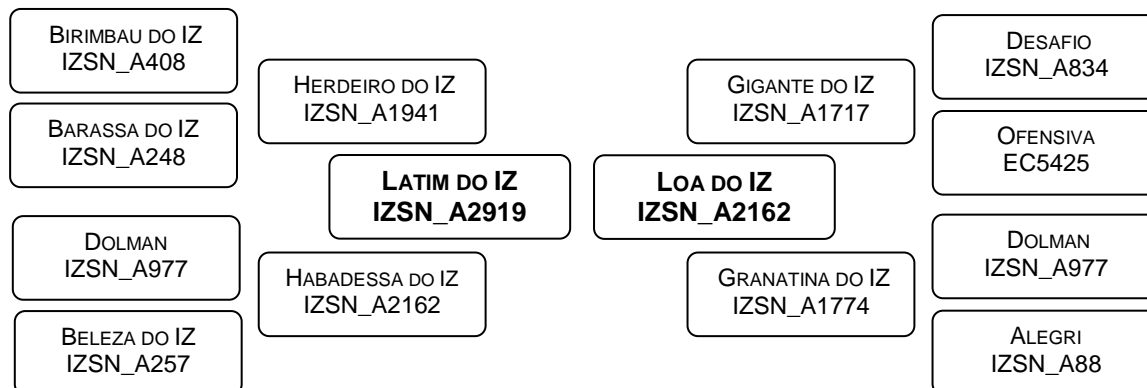 BIRIMBAU DO IZ
IZSN_A408
BARASSA DO IZ
IZSN_A248
DOLMAN
IZSN_A977
BELEZA DO IZ
IZSN_A257
HERDEIRO DO IZ
IZSN_A1941
HABADESSA DO IZ
IZSN_A2162
LATIM DO IZ
IZSN_A2919
LOA DO IZ
IZSN_A2162
GIGANTE DO IZ
IZSN_A1717
GRANATINA DO IZ
IZSN_A1774
DESAFIO
IZSN_A834
OFENSIVA
EC5425
DOLMAN
IZSN_A977
ALEGRI
IZSN_A88